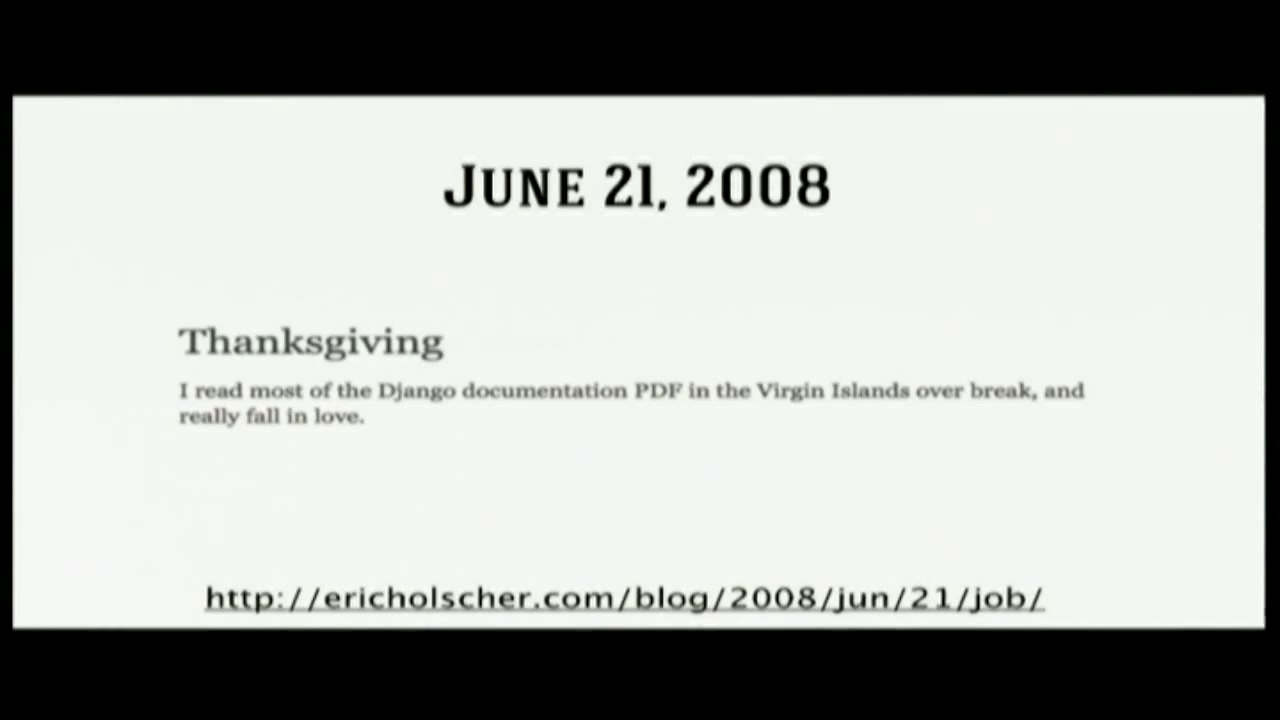 June 21, 2008
Thanksgiving
I read most of the Django documentation PDF in the Virgin Islands over break, and
really fall in love.
http://ericholscher.com/blog/2008/jun/21/job/